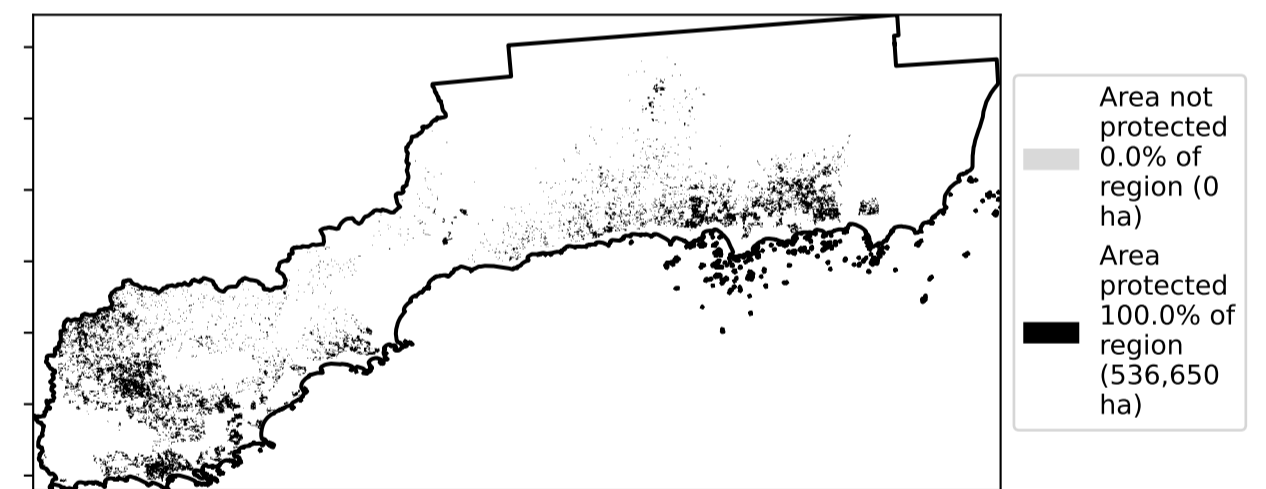 Area not
protected
0.0% of
region (0
ha)
Area
protected
100.0% of
region
(536,650
ha)